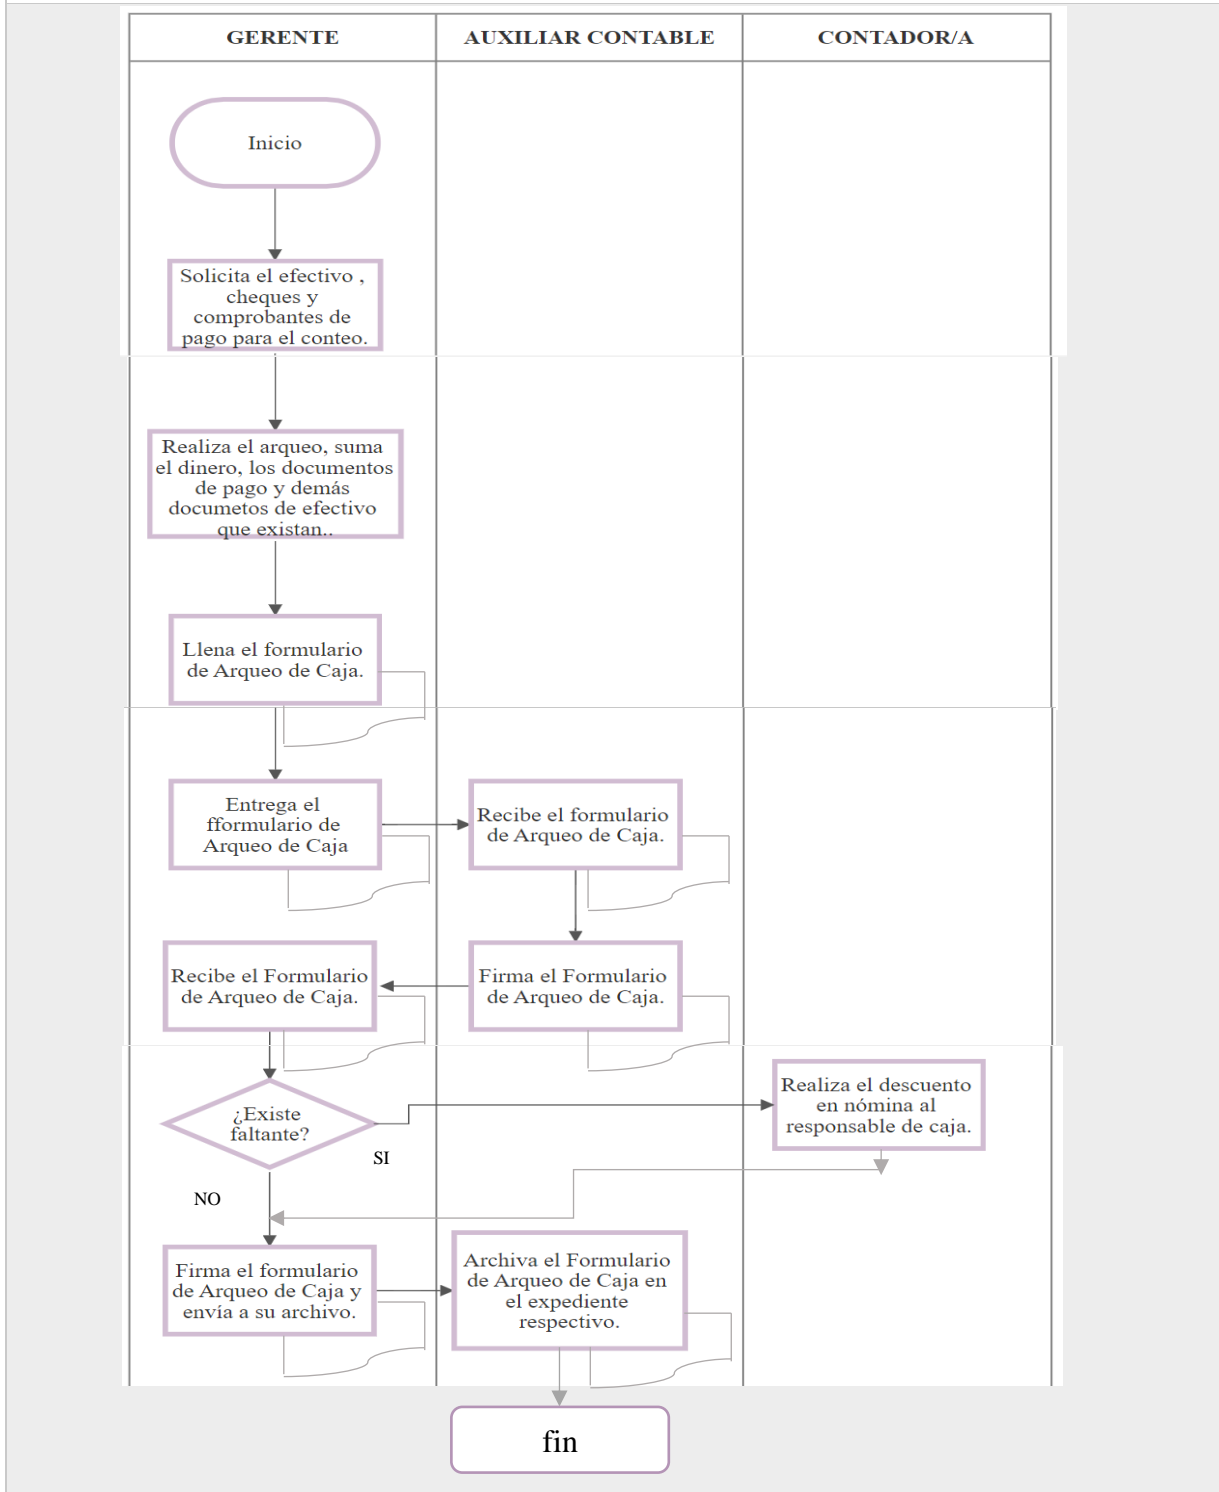 GERENTE
AUXILIAR CONTABLE
CONTADOR/A
Inicio
Solicita el efectivo ,
cheques y
comprobantes de
pago para el conteo.
Realiza el arqueo, suma
el dinero, los documentos
de pago y demás
documetos de efectivo
que existan..
Llena el formulario
de Arqueo de Caja.
Entrega el
fformulario de
Arqueo de Caja
Recibe el formulario
de Arqueo de Caja.
Recibe el Formulario
de Arqueo de Caja.
Firma el Formulario
de Arqueo de Caja.
¿Existe
faltante?
SI
Realiza el descuento
en nómina al
responsable de caja.
NO
Firma el formulario
de Arqueo de Caja y
envía a su archivo.
Archiva el Formulario
de Arqueo de Caja en
el expediente
respectivo.
fin